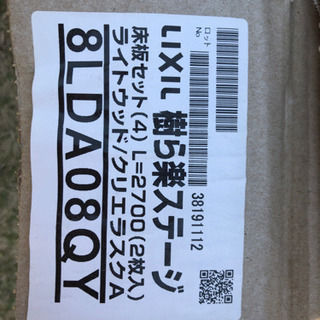 LIXIL 樹ら楽ステージ
床板セット(4) L=2700(2枚入)
ライトウッド/クリエラスクA
8LDA08QY
ロット
No
38191112